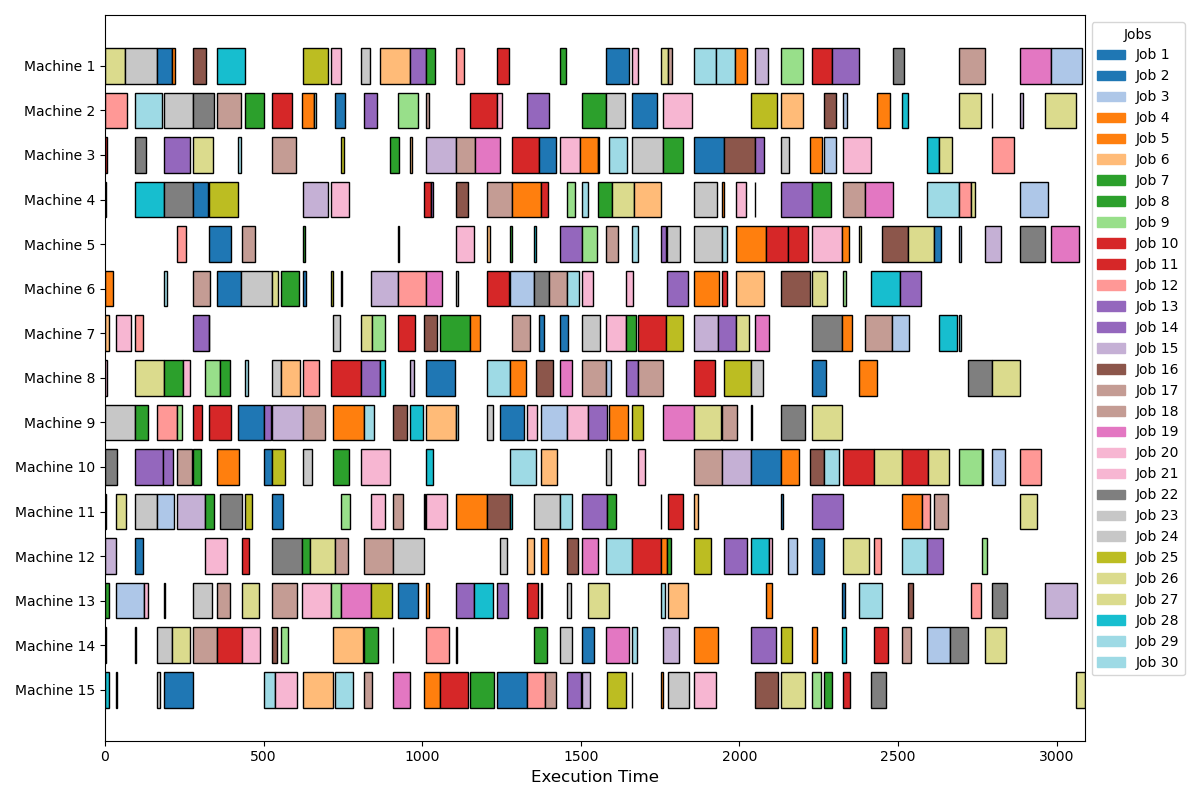 Machine 1
Machine 2
Machine 3
Machine 4
Machine 5
Machine 6
Machine 7
Machine 8
Machine 9
Machine 10
Machine 11
Machine 12
Machine 13
Machine 14
Machine 15
0 500 1000 1500 2000 2500 3000
Execution Time
Jobs
Job 1
Job 2
Job 3
Job 4
Job 5
Job 6
Job 7
Job 8
Job 9
Job 10
Job 11
Job 12
Job 13
Job 14
Job 15
Job 16
Job 17
Job 18
Job 19
Job 20
Job 21
Job 22
Job 23
Job 24
Job 25
Job 26
Job 27
Job 28
Job 29
Job 30